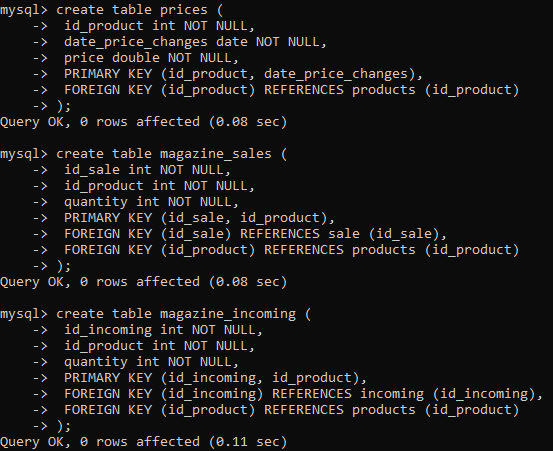 mysql> create table prices (
    ->  id_product int NOT NULL,
    ->  date_price_changes date NOT NULL,
    ->  price double NOT NULL,
    ->  PRIMARY KEY (id_product, date_price_changes),
    ->  FOREIGN KEY (id_product) REFERENCES products (id_product)
    -> );
Query OK, 0 rows affected (0.08 sec)

mysql> create table magazine_sales (
    ->  id_sale int NOT NULL,
    ->  id_product int NOT NULL,
    ->  quantity int NOT NULL,
    ->  PRIMARY KEY (id_sale, id_product),
    ->  FOREIGN KEY (id_sale) REFERENCES sale (id_sale),
    ->  FOREIGN KEY (id_product) REFERENCES products (id_product)
    -> );
Query OK, 0 rows affected (0.08 sec)

mysql> create table magazine_incoming (
    ->  id_incoming int NOT NULL,
    ->  id_product int NOT NULL,
    ->  quantity int NOT NULL,
    ->  PRIMARY KEY (id_incoming, id_product),
    ->  FOREIGN KEY (id_incoming) REFERENCES incoming (id_incoming),
    ->  FOREIGN KEY (id_product) REFERENCES products (id_product)
    -> );
Query OK, 0 rows affected (0.11 sec)